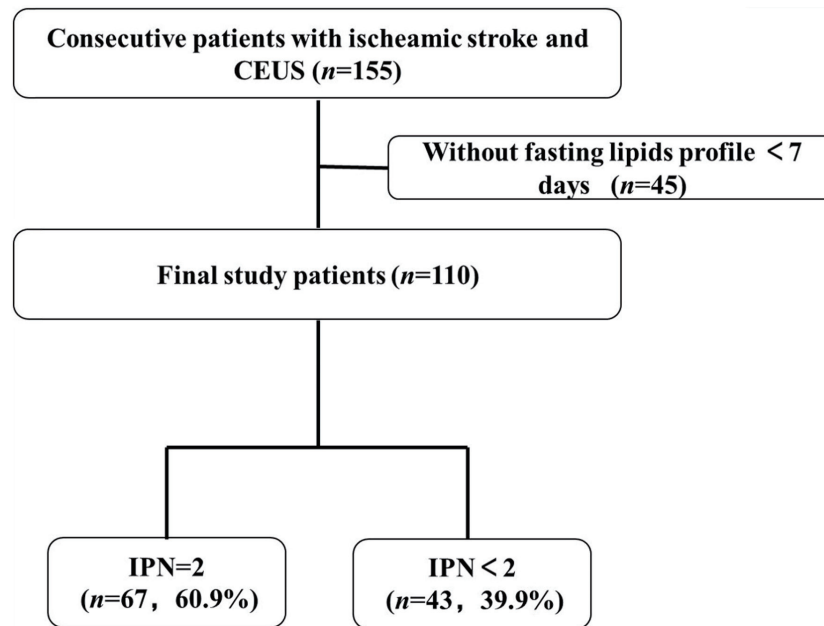 Consecutive patients with ischeamic stroke and
CEUS (n=155)
Without fasting lipids profile <7
days (n=45)
Final study patients (n=110)
IPN=2
(n=67, 60.9%)
IPN<2
(n=43, 39.9%)